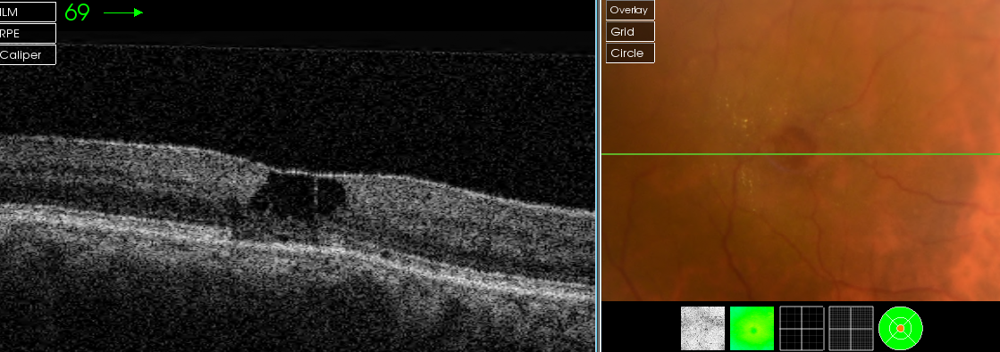 ILM
69
RPE
Caliper
Overlay
Grid
Circle